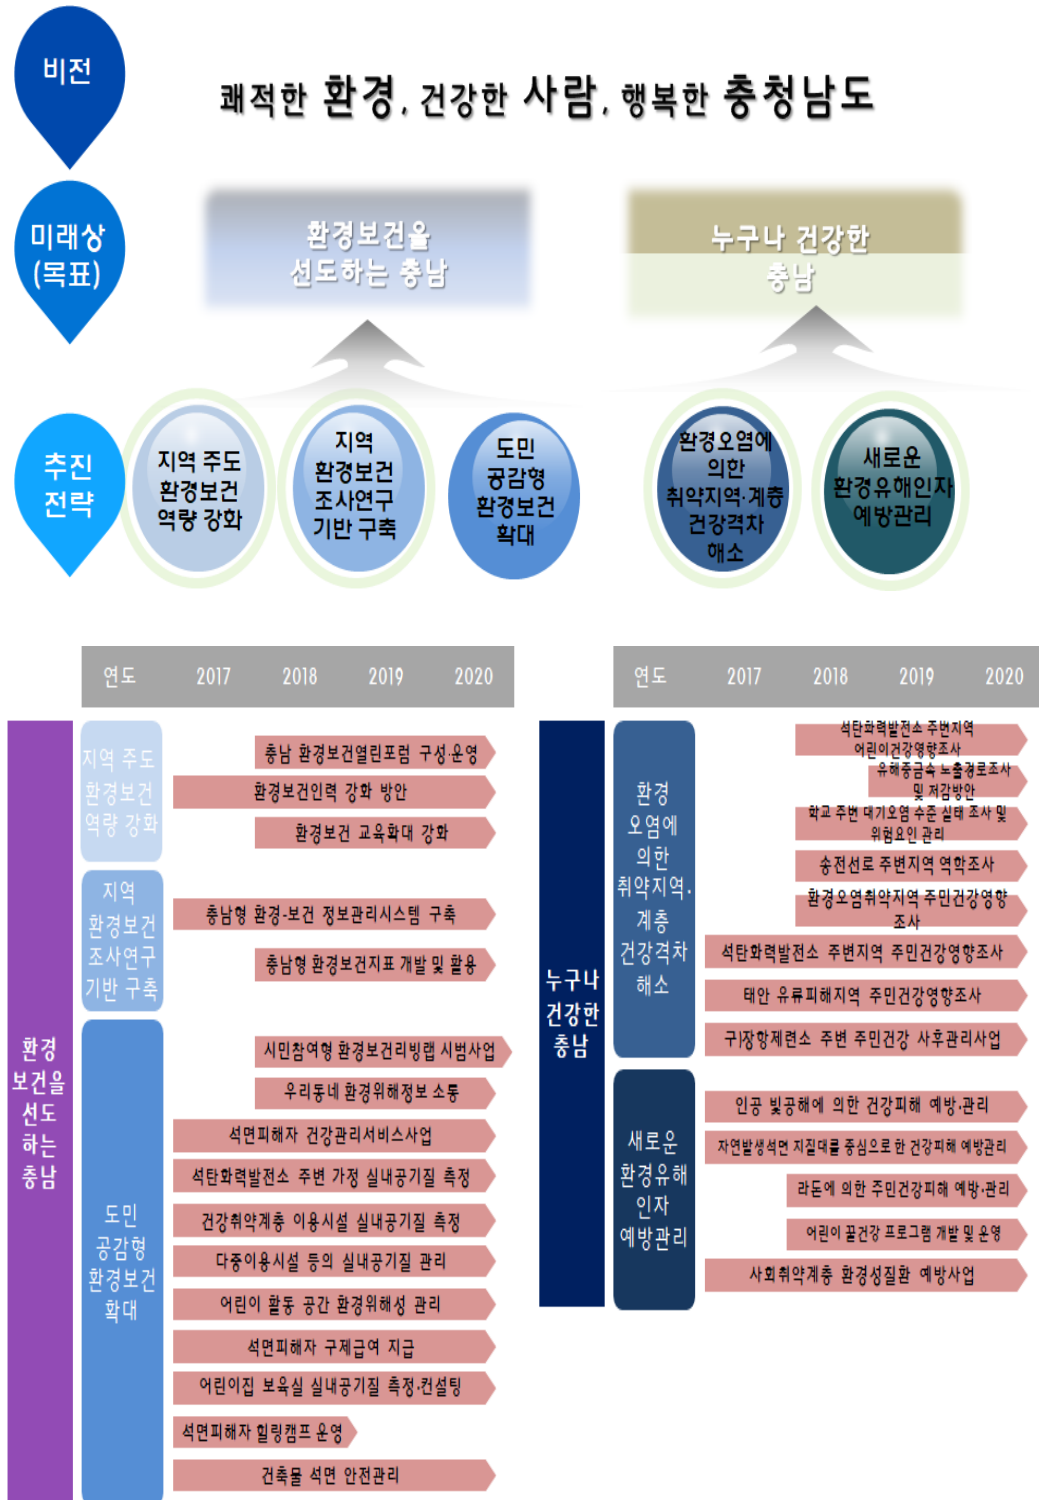 비전
쾌적한 환경, 건강한 사람, 행복한 충청남도
미래상
(목표)
환경보건을
선도하는 충남
누구나 건강한
충남
추진
전략
지역 주도
환경보건
역량 강화
지역
환경보건
조사연구
기반 구축
도민
공감형
환경보건
확대
환경오염에
의한
취약지역·계층
건강격차
해소
새로운
환경유해인자
예방관리
연도 2017 2018 2019 2020
환경
보건을
선도
하는
충남
지역 주도
환경보건
역량 강화
충남 환경보건열린포럼 구성·운영
환경보건인력 강화 방안
환경보건 교육확대 강화
지역
환경보건
조사연구
기반 구축
충남형 환경-보건 정보관리시스템 구축
충남형 환경보건지표 개발 및 활용
도민
공감형
환경보건
확대
시민참여형 환경보건리빙랩 시범사업
우리동네 환경위해정보 소통
석면피해자 건강관리서비스사업
석탄화력발전소 주변 가정 실내공기질 측정
건강취약계층 이용시설 실내공기질 측정
다중이용시설 등의 실내공기질 관리
어린이 활동 공간 환경위해성 관리
석면피해자 구제급여 지급
어린이집 보육실 실내공기질 측정·컨설팅
석면피해자 힐링캠프 운영
건축물 석면 안전관리
연도 2017 2018 2019 2020
누구나
건강한
충남
환경
오염에
의한
취약지역·
계층
건강격차
해소
석탄화력발전소 주변지역
어린이건강영향조사
유해중금속 노출경로조사
및 저감방안
학교 주변 대기오염 수준 실태 조사 및
위험요인 관리
송전선로 주변지역 역학조사
환경오염취약지역 주민건강영향
조사
석탄화력발전소 주변지역 주민건강영향조사
태안 유류피해지역 주민건강영향조사
구)장항제련소 주변 주민건강 사후관리사업
새로운
환경유해
인자
예방관리
인공 빛공해에 의한 건강피해 예방·관리
자연발생석면 지질대를 중심으로 한 건강피해 예방관리
라돈에 의한 주민건강피해 예방·관리
어린이 꿀건강 프로그램 개발 및 운영
사회취약계층 환경성질환 예방사업